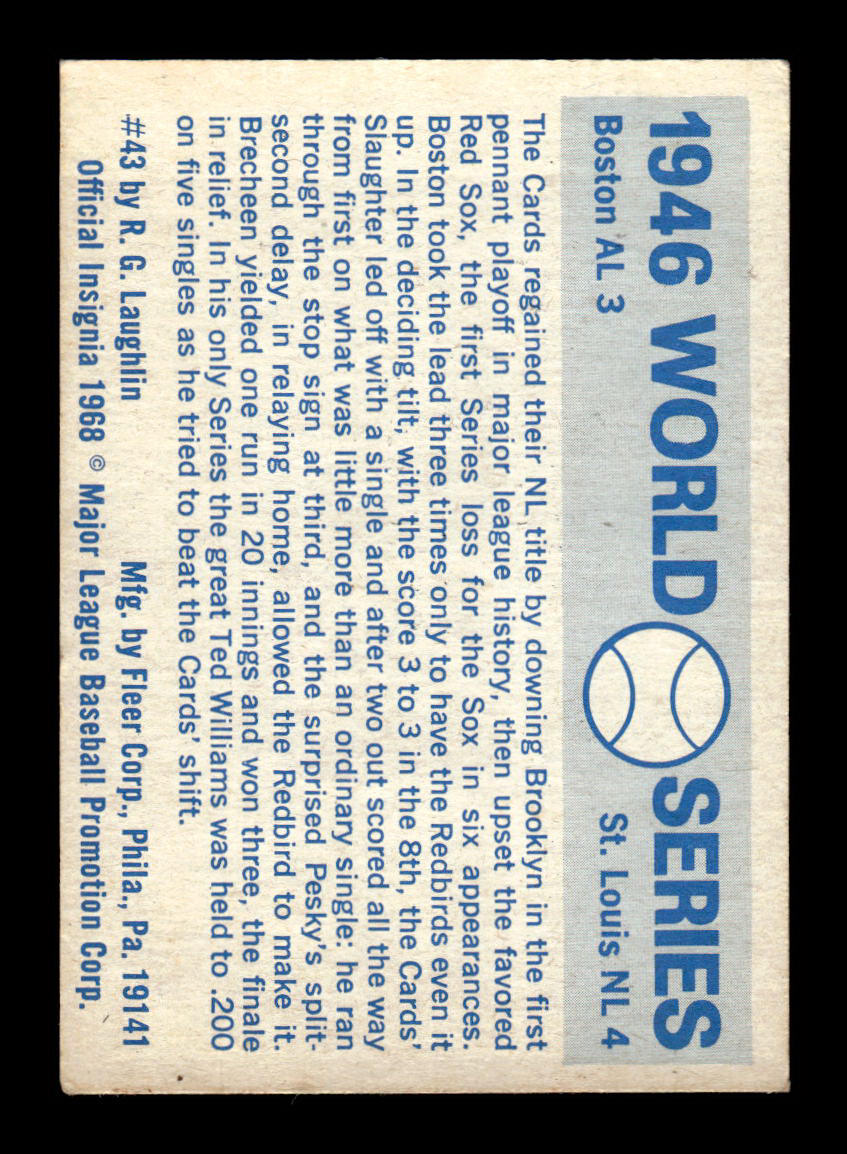 1946 WORLD SERIES
Boston AL 3 St. Louis NL 4
The Cards regained their NL title by downing Brooklyn in the first
pennant playoff in major league history, then upset the favored
Red Sox, the first Series loss for the Sox in six appearances.
Boston took the lead three times only to have the Redbirds even it
up. In the deciding tilt, with the score 3 to 3 in the 8th, the Cards'
Slaughter led off with a single and after two out scored all the way
from first on what was little more than an ordinary single: he ran
through the stop sign at third, and the surprised Pesky's split-
second delay, in relaying home, allowed the Redbird to make it.
Brecheen yielded one run in 20 innings and won three, the finale
in relief. In his only Series the great Ted Williams was held to .200
on five singles as he tried to beat the Cards' shift.
#43 by R. G. Laughlin Mfg. by Fleer Corp., Phila., Pa. 19141
Official Insignia 1968 © Major League Baseball Promotion Corp.